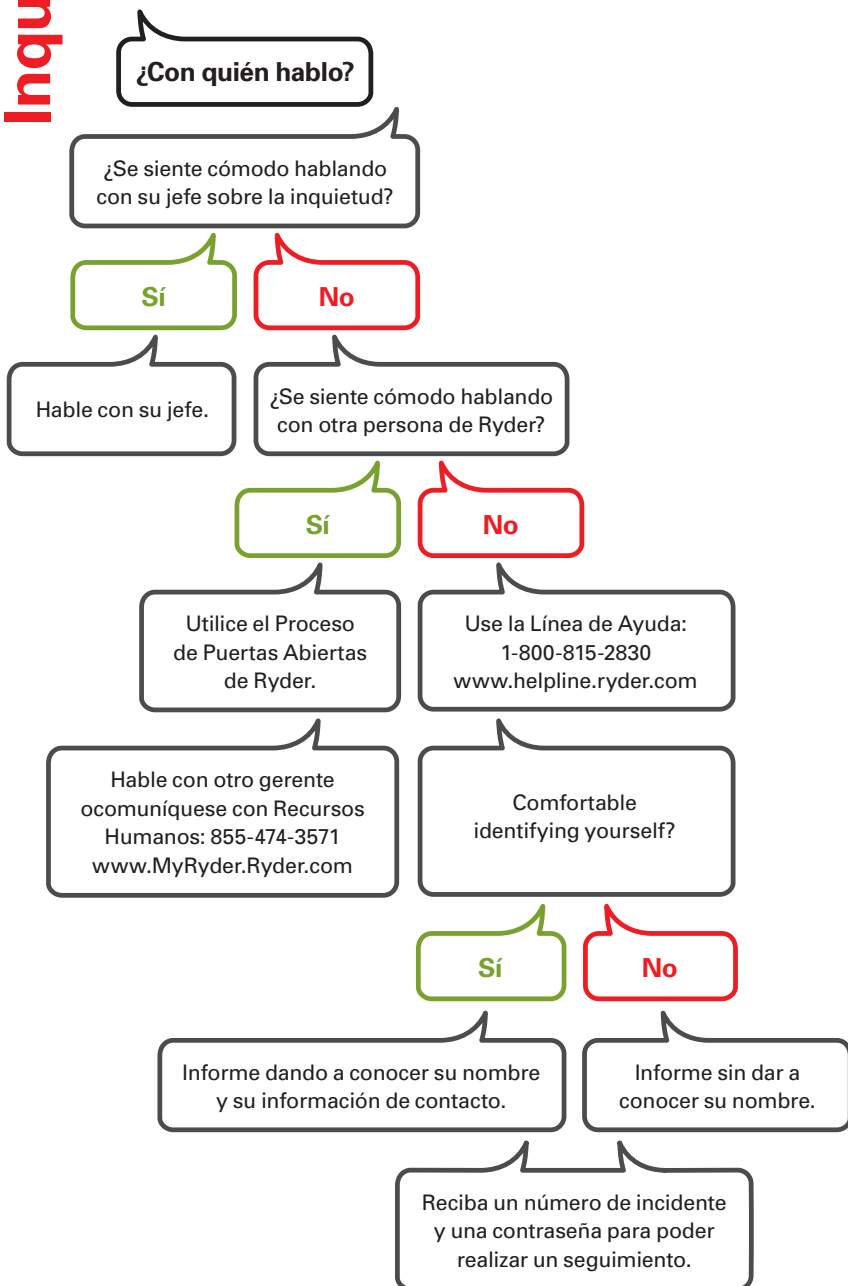 Inqu
¿Con quién hablo?
¿Se siente cómodo hablando
con su jefe sobre la inquietud?
Sí
No
Hable con su jefe.
¿Se siente cómodo hablando
con otra persona de Ryder?
Sí
No
Utilice el Proceso
de Puertas Abiertas
de Ryder.
Use la Línea de Ayuda:
1-800-815-2830
www.helpline.ryder.com
Hable con otro gerente
ocomuníquese con Recursos
Humanos: 855-474-3571
www.MyRyder.Ryder.com
Comfortable
identifying yourself?
Sí
No
Informe dando a conocer su nombre
y su información de contacto.
Informe sin dar a
conocer su nombre.
Reciba un número de incidente
y una contraseña para poder
realizar un seguimiento.